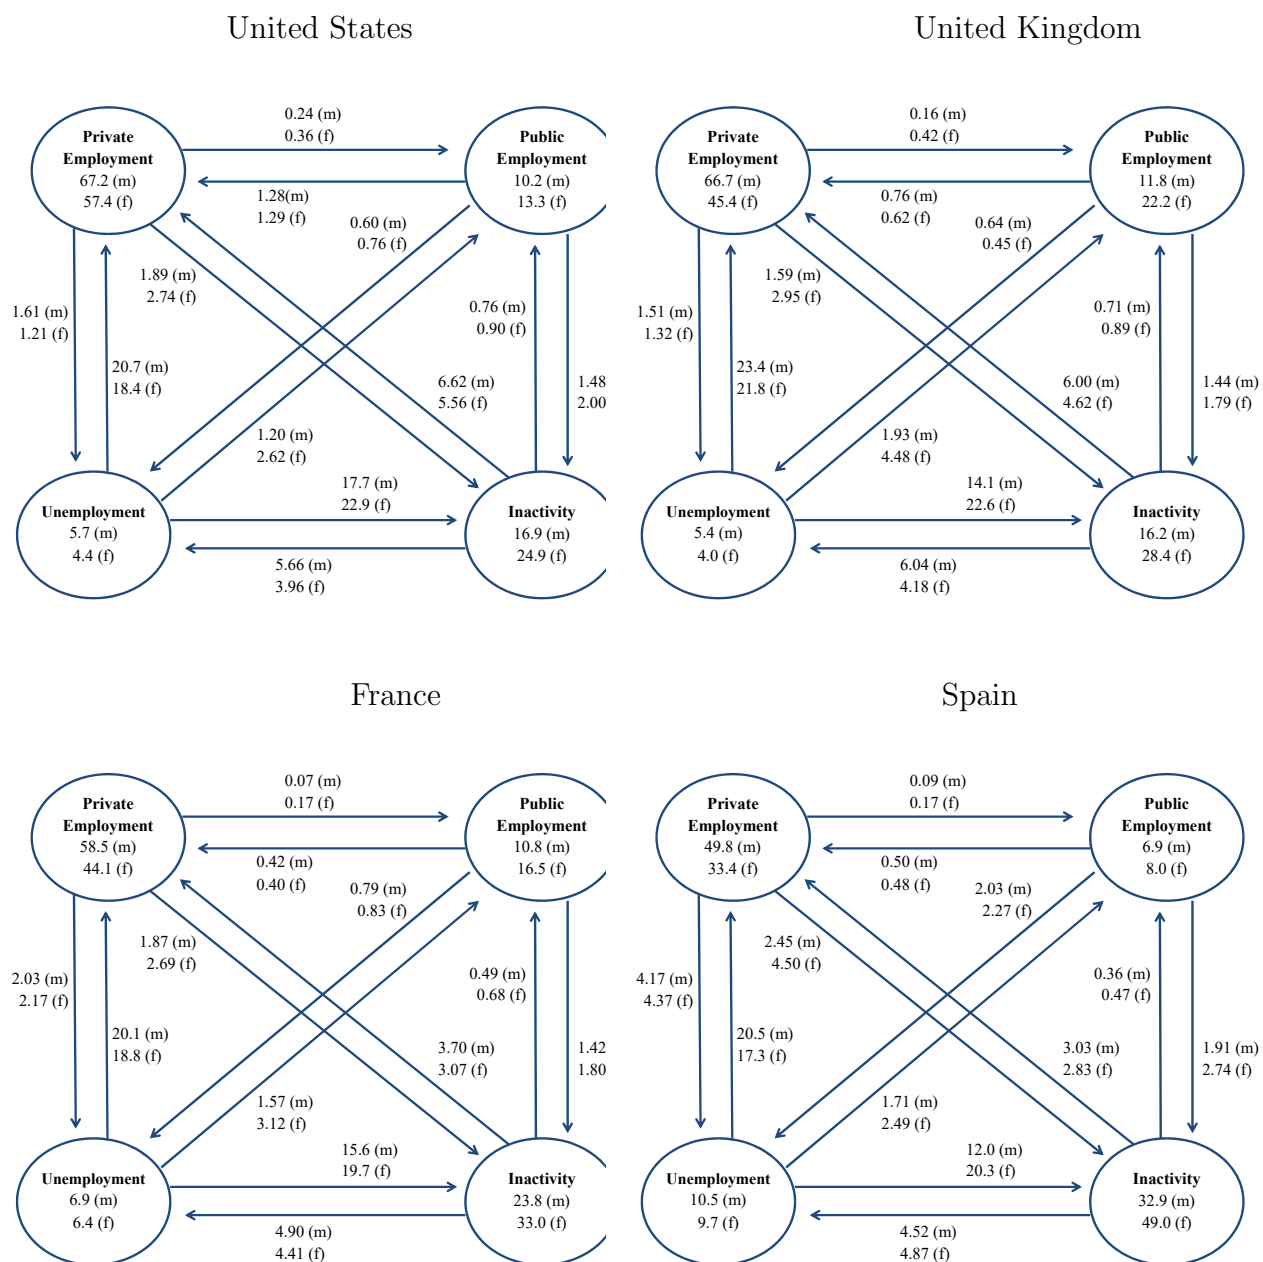 United States
0.24 (m)
0.36 (f)
Private
Employment
67.2 (m)
57.4 (f)
Public
Employment
10.2 (m)
13.3 (f)
1.28(m)
1.29 (f)
0.60 (m)
0.76 (f)
1.89 (m)
2.74 (f)
1.61 (m)
1.21 (f)
0.76 (m)
0.90 (f)
20.7 (m)
18.4 (f)
6.62 (m)
5.56 (f)
1.48
2.00
1.20 (m)
2.62 (f)
17.7 (m)
22.9 (f)
Unemployment
5.7 (m)
4.4 (f)
Inactivity
16.9 (m)
24.9 (f)
5.66 (m)
3.96 (f)
United Kingdom
0.16 (m)
0.42 (f)
Private
Employment
66.7 (m)
45.4 (f)
Public
Employment
11.8 (m)
22.2 (f)
0.76 (m)
0.62 (f)
0.64 (m)
0.45 (f)
1.59 (m)
2.95 (f)
1.51 (m)
1.32 (f)
0.71 (m)
0.89 (f)
23.4 (m)
21.8 (f)
6.00 (m)
4.62 (f)
1.44 (m)
1.79 (f)
1.93 (m)
4.48 (f)
14.1 (m)
22.6 (f)
Unemployment
5.4 (m)
4.0 (f)
Inactivity
16.2 (m)
28.4 (f)
6.04 (m)
4.18 (f)
France
0.07 (m)
0.17 (f)
Private
Employment
58.5 (m)
44.1 (f)
Public
Employment
10.8 (m)
16.5 (f)
0.42 (m)
0.40 (f)
0.79 (m)
0.83 (f)
1.87 (m)
2.69 (f)
2.03 (m)
2.17 (f)
0.49 (m)
0.68 (f)
20.1 (m)
18.8 (f)
3.70 (m)
3.07 (f)
1.42
1.80
1.57 (m)
3.12 (f)
15.6 (m)
19.7 (f)
Unemployment
6.9 (m)
6.4 (f)
Inactivity
23.8 (m)
33.0 (f)
4.90 (m)
4.41 (f)
Spain
0.09 (m)
0.17 (f)
Private
Employment
49.8 (m)
33.4 (f)
Public
Employment
6.9 (m)
8.0 (f)
0.50 (m)
0.48 (f)
2.03 (m)
2.27 (f)
2.45 (m)
4.50 (f)
4.17 (m)
4.37 (f)
0.36 (m)
0.47 (f)
20.5 (m)
17.3 (f)
3.03 (m)
2.83 (f)
1.91 (m)
2.74 (f)
1.71 (m)
2.49 (f)
12.0 (m)
20.3 (f)
Unemployment
10.5 (m)
9.7 (f)
Inactivity
32.9 (m)
49.0 (f)
4.52 (m)
4.87 (f)